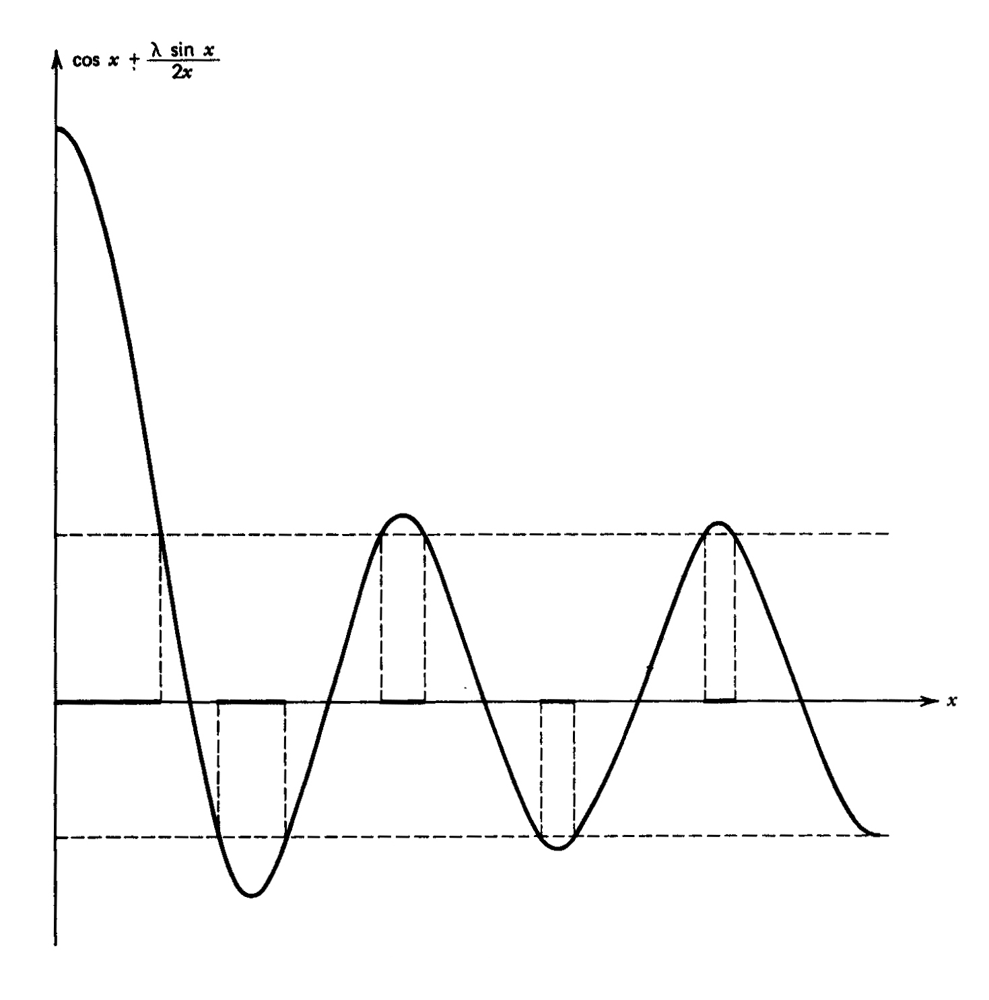 cos x + λ sin x / 2x
x